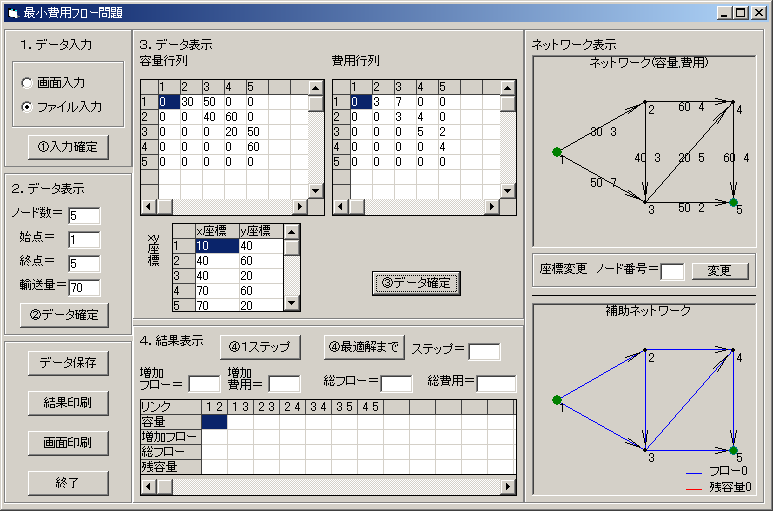 最小費用フロー問題
1. データ入力
画面入力
ファイル入力
①入力確定
2. データ表示
ノード数= 5
始点= 1
終点= 5
輸送量= 70
②データ確定
データ保存
結果印刷
画面印刷
終了
3. データ表示
容量行列
1 2 3 4 5
1 0 30 50 0 0
2 0 0 40 60 0
3 0 0 0 20 50
4 0 0 0 0 60
5 0 0 0 0 0
費用行列
1 2 3 4 5
1 0 3 7 0 0
2 0 0 3 4 0
3 0 0 0 5 2
4 0 0 0 0 4
5 0 0 0 0 0
xy座標
x座標 y座標
1 10 40
2 40 60
3 40 20
4 70 60
5 70 20
③データ確定
4. 結果表示
④1ステップ
④最適解まで
ステップ=
増加フロー=
増加費用=
総フロー=
総費用=
リンク 1 2 1 3 2 3 2 4 3 4 3 5 4 5
容量
増加フロー
総フロー
残容量
ネットワーク表示
ネットワーク(容量,費用)
2 60 4 4
30 3
1 40 3 20 5 60 4
50 7
3 50 2 5
座標変更 ノード番号= 変更
補助ネットワーク
2 4
1
3 5
フロー0
残容量0